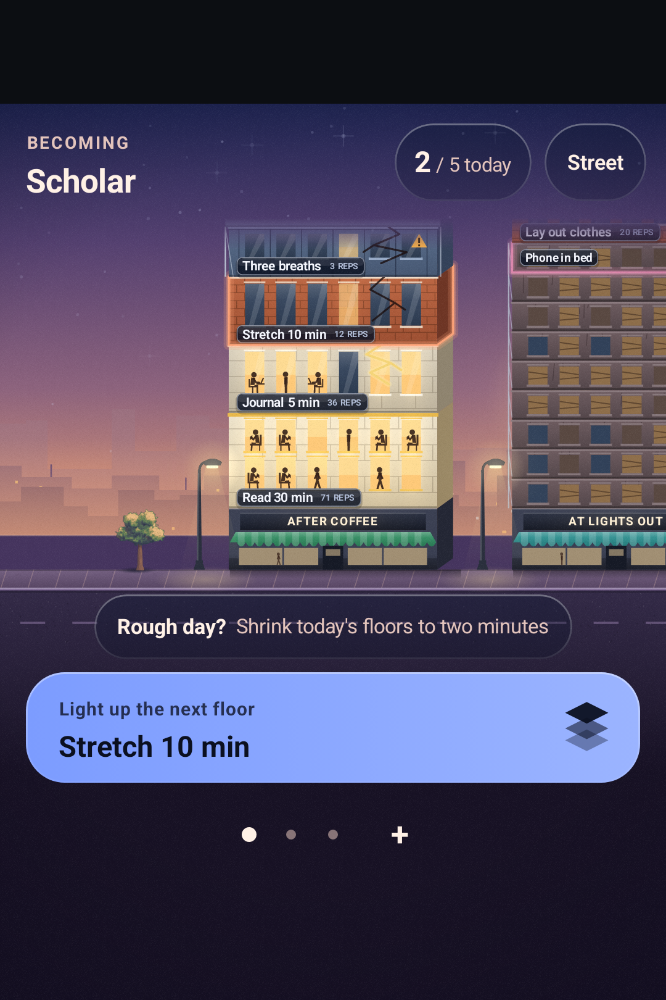 BECOMING
Scholar
2 / 5 today
Street
Lay out clothes 20 REPS
Phone in bed
Three breaths 3 REPS
Stretch 10 min 12 REPS
Journal 5 min 36 REPS
Read 30 min 71 REPS
AFTER COFFEE
AT LIGHTS OUT
Rough day? Shrink today's floors to two minutes
Light up the next floor
Stretch 10 min